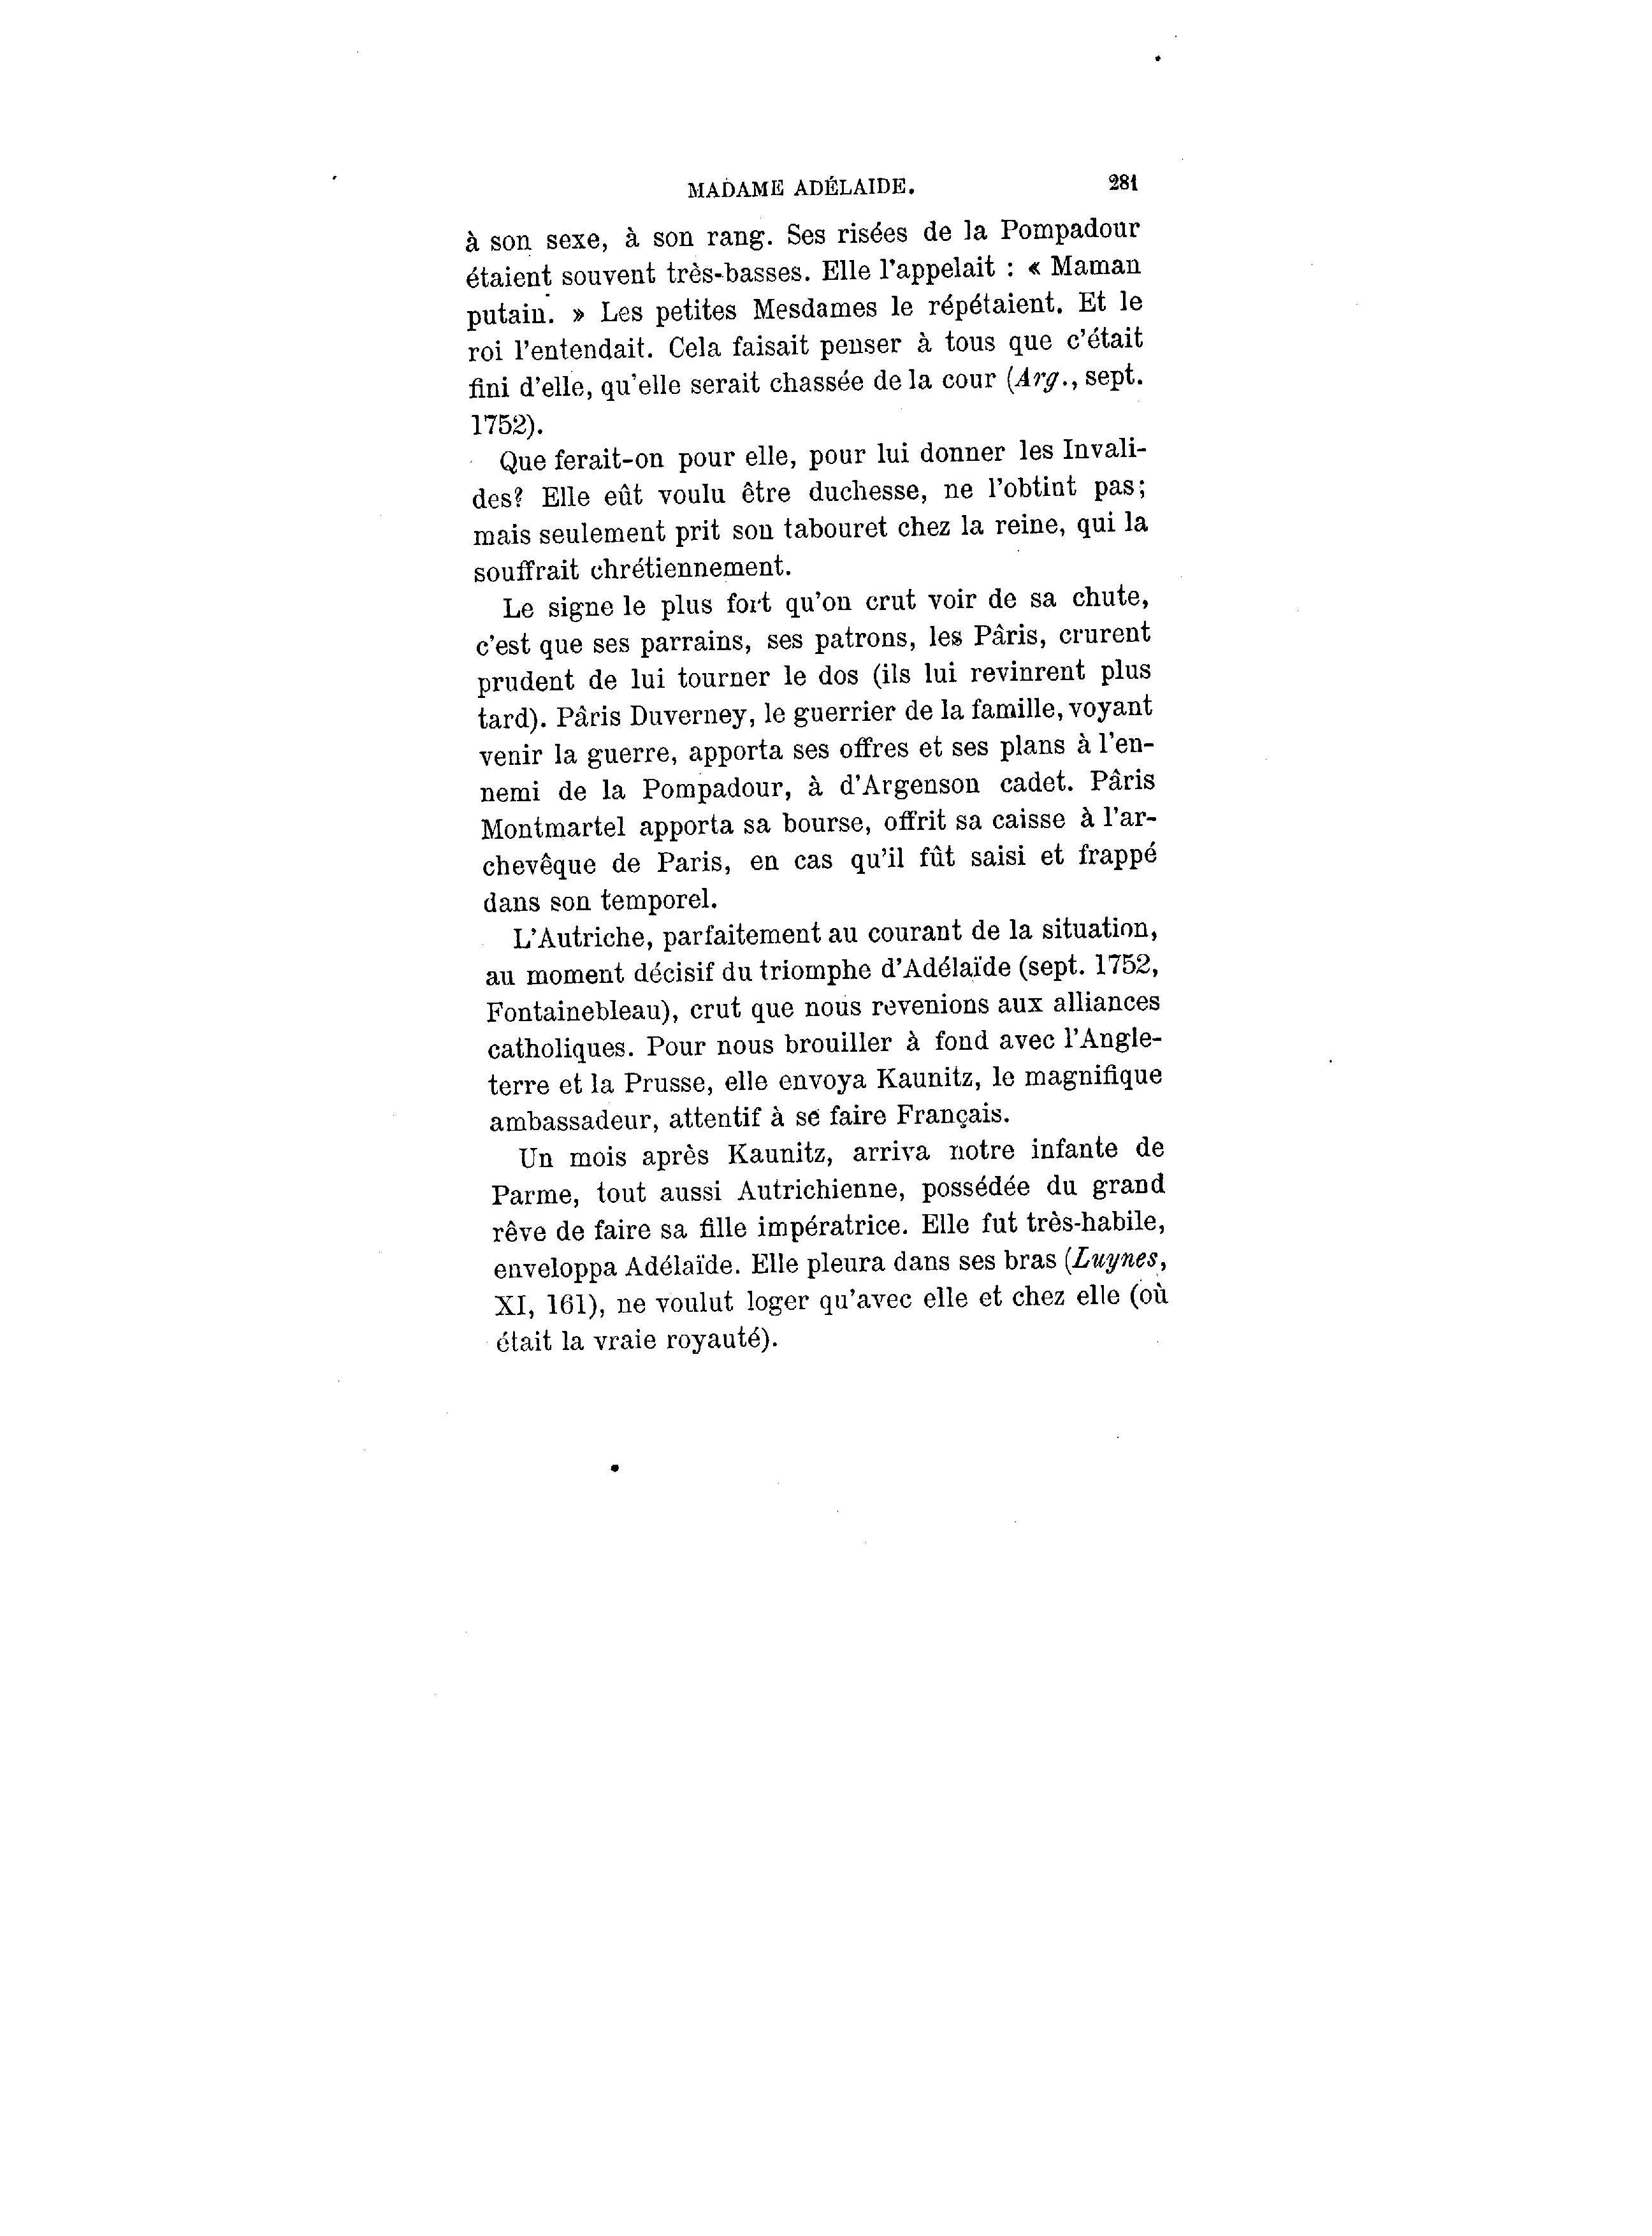 MADAME ADÉLAIDE. 281
à son sexe, à son rang. Ses risées de la Pompadour
étaient souvent très-basses. Elle l'appelait : « Maman
putain. » Les petites Mesdames le répétaient. Et le
roi l'entendait. Cela faisait penser à tous que c'était
fini d'elle, qu'elle serait chassée de la cour (Arg., sept.
1752).
Que ferait-on pour elle, pour lui donner les Invali-
des? Elle eût voulu être duchesse, ne l'obtint pas;
mais seulement prit son tabouret chez la reine, qui la
souffrait chrétiennement.
Le signe le plus fort qu'on crut voir de sa chute,
c'est que ses parrains, ses patrons, les Pâris, crurent
prudent de lui tourner le dos (ils lui revinrent plus
tard). Pâris Duverney, le guerrier de la famille, voyant
venir la guerre, apporta ses offres et ses plans à l'en-
nemi de la Pompadour, à d'Argenson cadet. Pâris
Montmartel apporta sa bourse, offrit sa caisse à l'ar-
chevêque de Paris, en cas qu'il fût saisi et frappé
dans son temporel.
L'Autriche, parfaitement au courant de la situation,
au moment décisif du triomphe d'Adélaïde (sept. 1752,
Fontainebleau), crut que nous revenions aux alliances
catholiques. Pour nous brouiller à fond avec l'Angle-
terre et la Prusse, elle envoya Kaunitz, le magnifique
ambassadeur, attentif à se faire Français.
Un mois après Kaunitz, arriva notre infante de
Parme, tout aussi Autrichienne, possédée du grand
rêve de faire sa fille impératrice. Elle fut très-habile,
enveloppa Adélaïde. Elle pleura dans ses bras (Luynes,
XI, 161), ne voulut loger qu'avec elle et chez elle (où
était la vraie royauté).